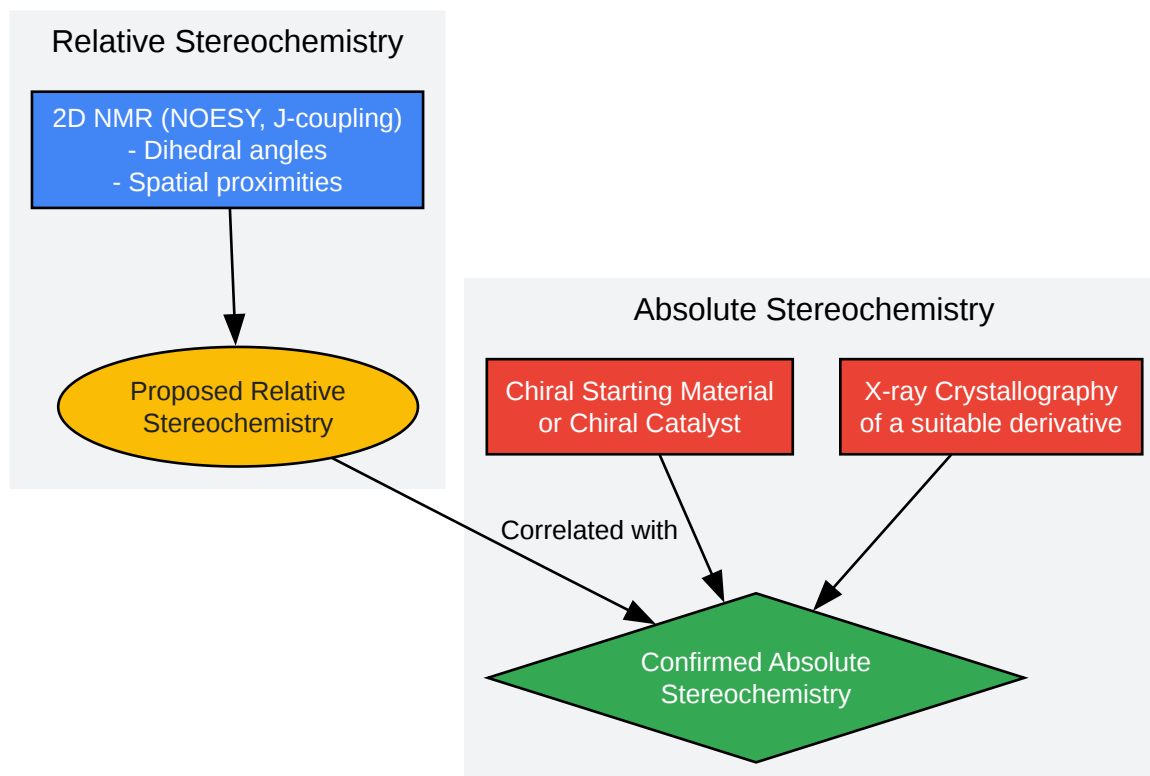 Relative Stereochemistry
2D NMR (NOESY, J-coupling)
- Dihedral angles
- Spatial proximities
Proposed Relative
Stereochemistry
Absolute Stereochemistry
Chiral Starting Material
or Chiral Catalyst
X-ray Crystallography
of a suitable derivative
Correlated with
Confirmed Absolute
Stereochemistry